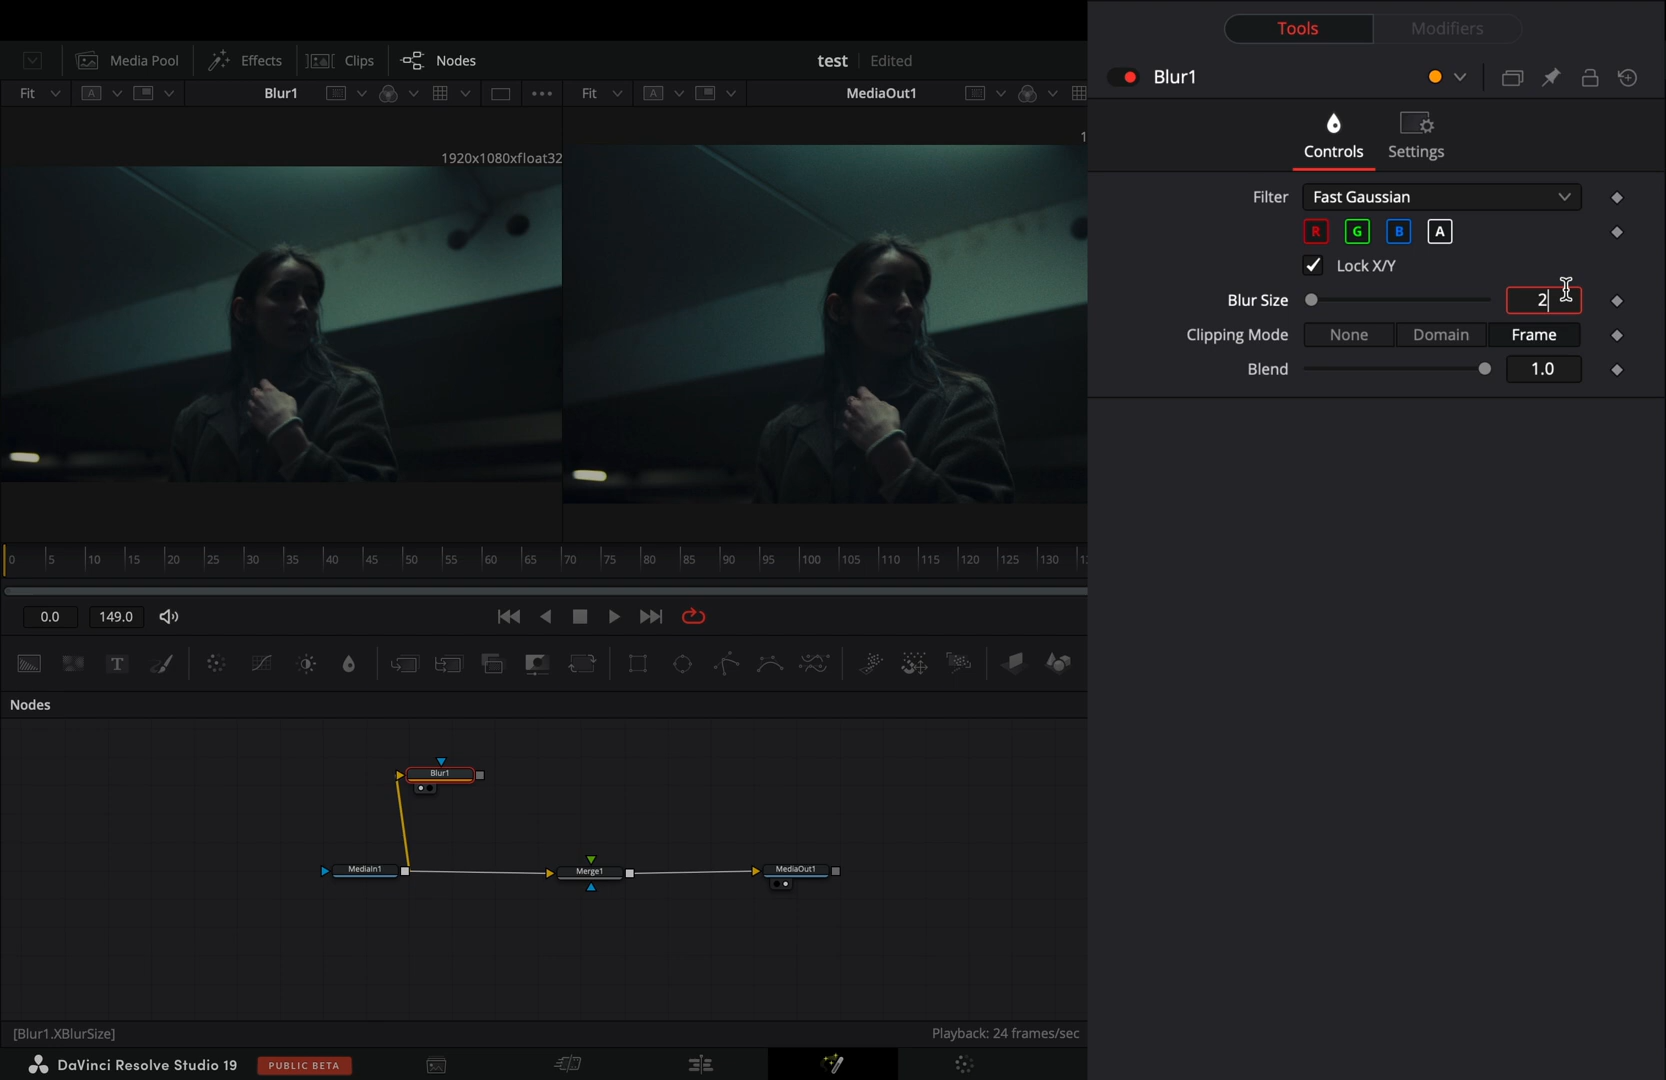 Media Pool Effects Clips Nodes test Edited
Fit A Blur1 Fit A MediaOut1
1920x1080xfloat32
1
0 5 10 15 20 25 30 35 40 45 50 55 60 65 70 75 80 85 90 95 100 105 110 115 120 125 130 1
0.0 149.0
T
Nodes
Blur1
MediaIn1 Merge1 MediaOut1
[Blur1.XBlurSize] Playback: 24 frames/sec
DaVinci Resolve Studio 19 PUBLIC BETA
Tools Modifiers
Blur1
Controls Settings
Filter Fast Gaussian
R G B A
Lock X/Y
Blur Size 2
Clipping Mode None Domain Frame
Blend 1.0